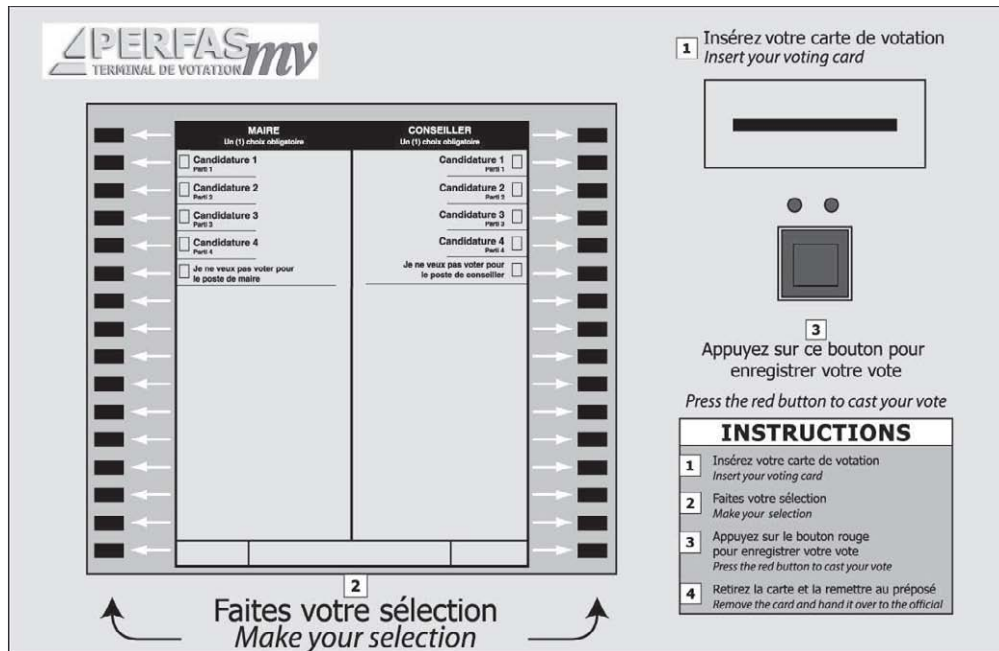 PERFAS mv
TERMINAL DE VOTATION
1
Insérez votre carte de votation
Insert your voting card
MAIRE
Un (1) choix obligatoire
Candidature 1
Parti 1
Candidature 2
Parti 2
Candidature 3
Parti 3
Candidature 4
Parti 4
Je ne veux pas voter pour
le poste de maire
CONSEILLER
Un (1) choix obligatoire
Candidature 1
Parti 1
Candidature 2
Parti 2
Candidature 3
Parti 3
Candidature 4
Parti 4
Je ne veux pas voter pour
le poste de conseiller
2
Faites votre sélection
Make your selection
3
Appuyez sur ce bouton pour
enregistrer votre vote
Press the red button to cast your vote
INSTRUCTIONS
1 Insérez votre carte de votation
Insert your voting card
2 Faites votre sélection
Make your selection
3 Appuyez sur le bouton rouge
pour enregistrer votre vote
Press the red button to cast your vote
4 Retirez la carte et la remettre au préposé
Remove the card and hand it over to the official